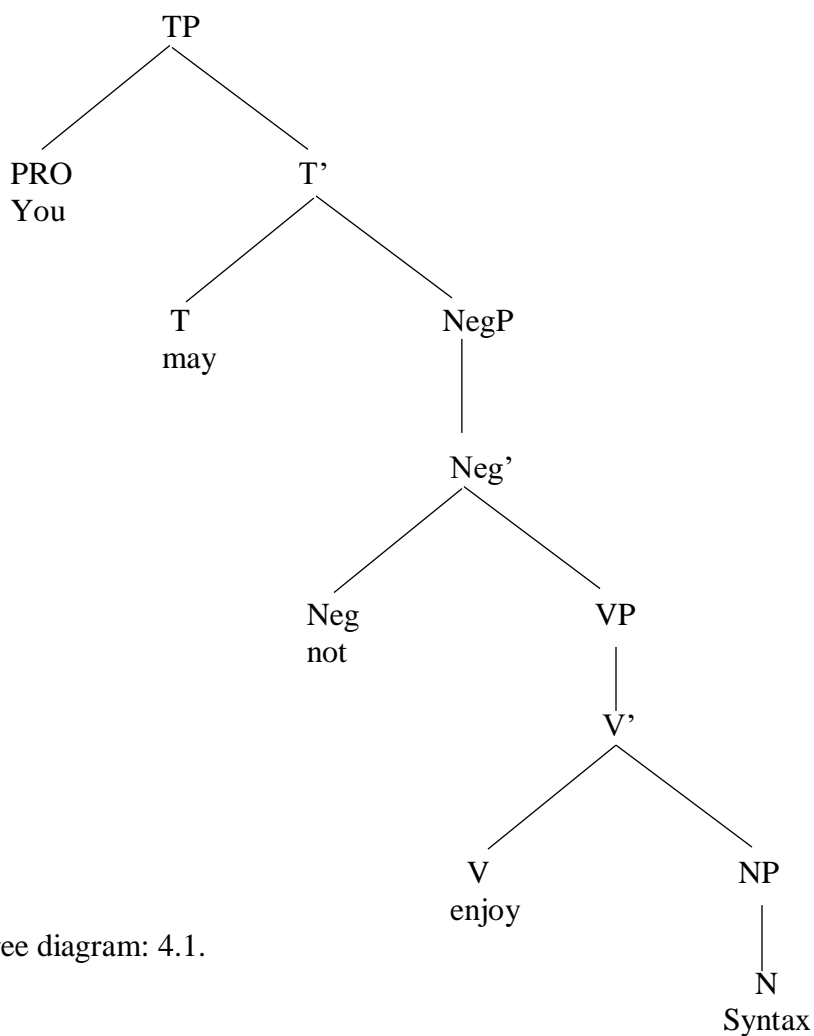 TP
PRO T’
You
T NegP
may
Neg’
Neg VP
not
V’
V NP
enjoy
ee diagram: 4.1.
N
Syntax